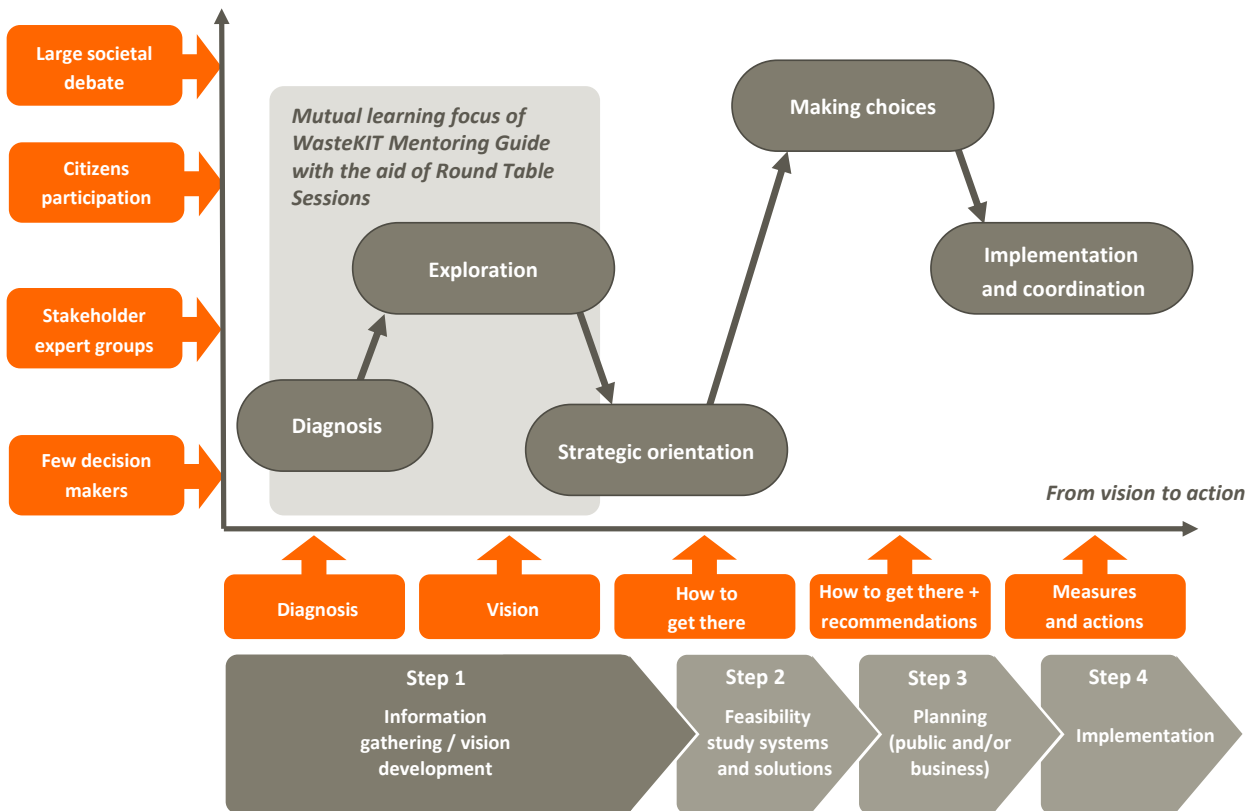 Large societal
debate
Citizens
participation
Stakeholder
expert groups
Few decision
makers
Mutual learning focus of
WasteKIT Mentoring Guide
with the aid of Round Table
Sessions
Making choices
Exploration
Implementation
and coordination
Diagnosis
Strategic orientation
From vision to action
Diagnosis
Vision
How to
get there
How to get there +
recommendations
Measures
and actions
Step 1
Information
gathering / vision
development
Step 2
Feasibility
study systems
and solutions
Step 3
Planning
(public and/or
business)
Step 4
Implementation